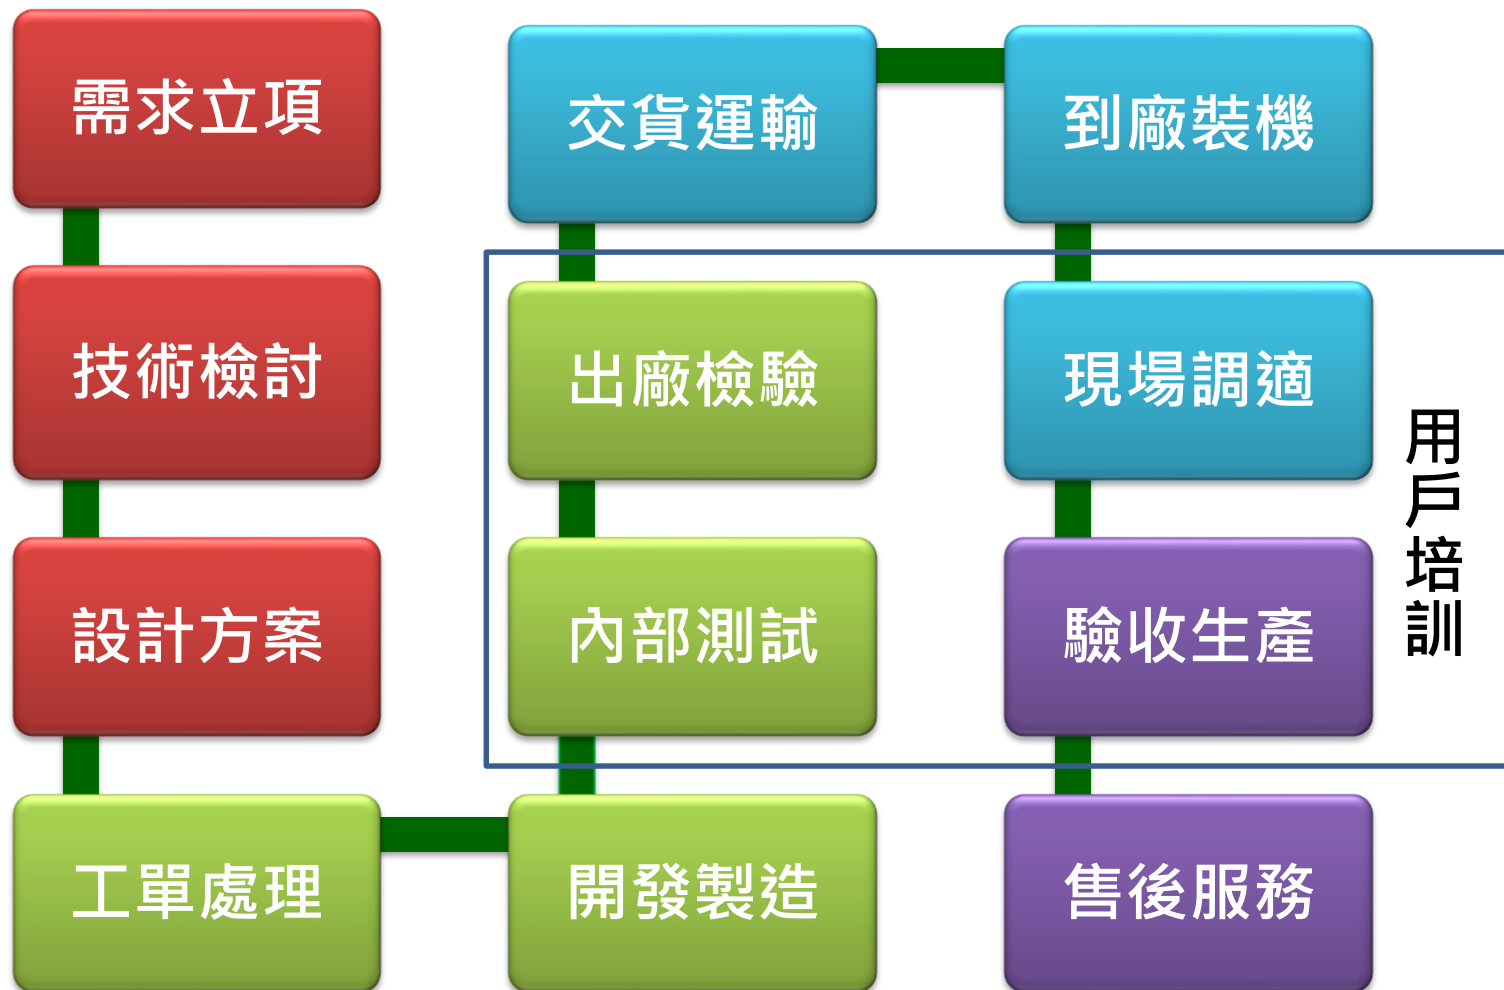 需求立項
技術檢討
設計方案
工單處理
開發製造
內部測試
出廠檢驗
交貨運輸
到廠裝機
現場調適
驗收生產
售後服務
用戶培訓